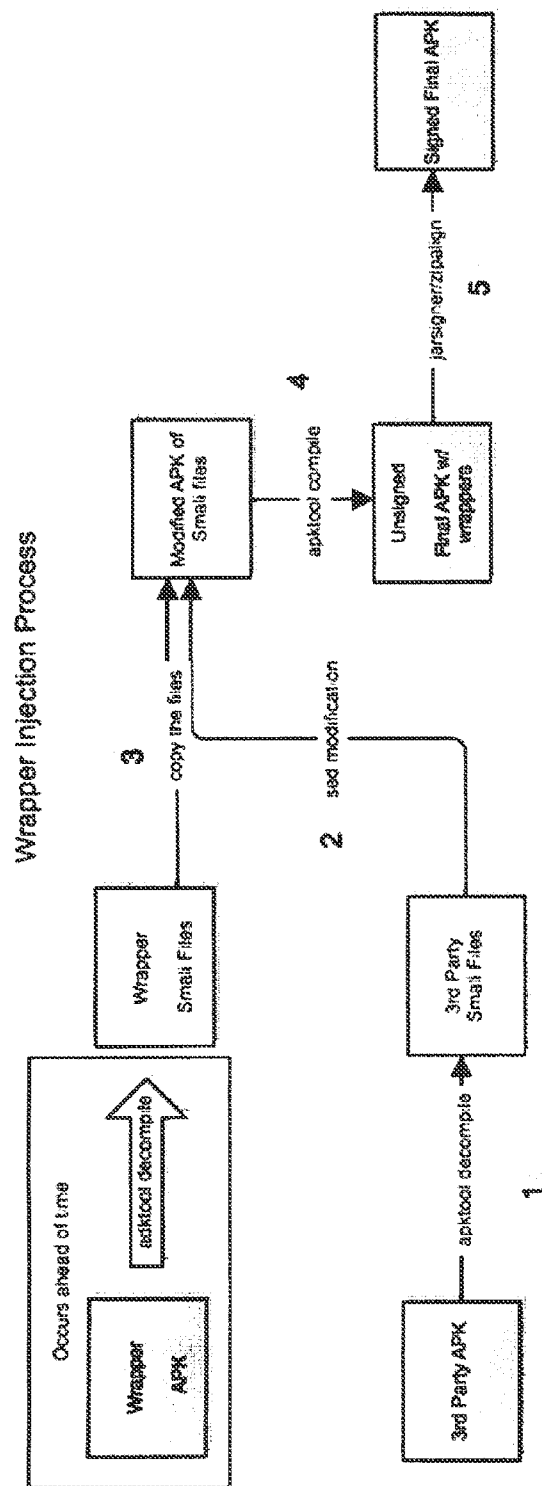 Wrapper Injection Process
Occurs ahead of time
Wrapper
APK
apktool decompile
Wrapper
Smali Files
3
copy the files
Modified APK of
Smali files
3rd Party APK
apktool decompile
1
3rd Party
Smali Files
2
sed modification
4
apktool compile
Unsigned
Final APK w/
wrappers
jarsigner/zipalign
5
Signed Final APK